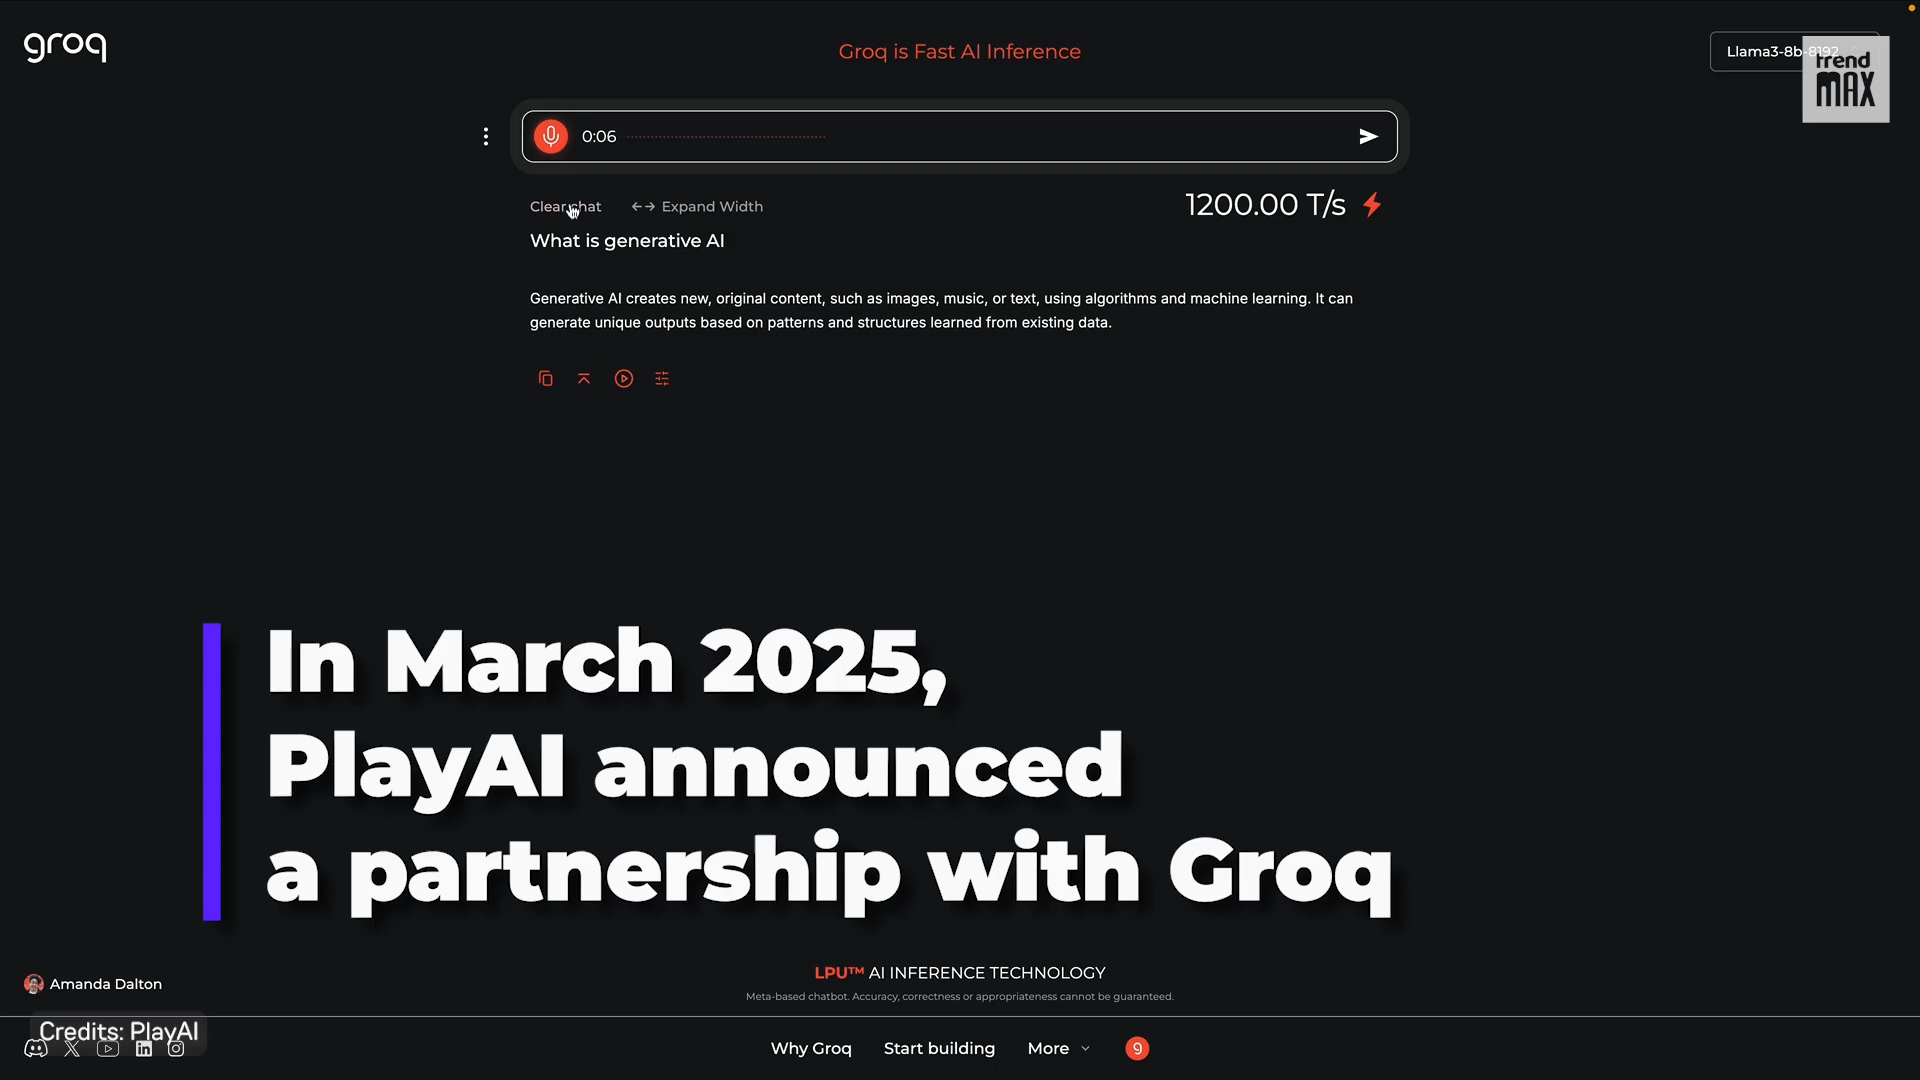 groq
Groq is Fast AI Inference
Llama3-8b-8192
trend
MAX
0:06
Clear chat
Expand Width
1200.00 T/s
What is generative AI
Generative AI creates new, original content, such as images, music, or text, using algorithms and machine learning. It can
generate unique outputs based on patterns and structures learned from existing data.
In March 2025,
PlayAI announced
a partnership with Groq
LPU™ AI INFERENCE TECHNOLOGY
Meta-based chatbot. Accuracy, correctness or appropriateness cannot be guaranteed.
Amanda Dalton
Credits: PlayAI
Why Groq
Start building
More
9